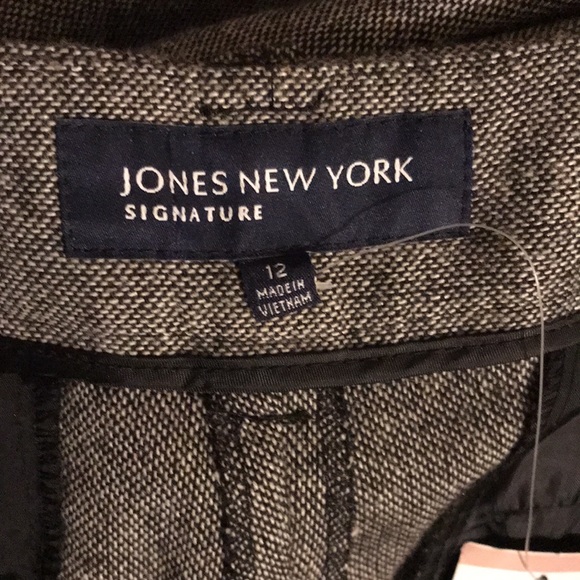 JONES NEW YORK
SIGNATURE
12
MADE IN
VIETNAM